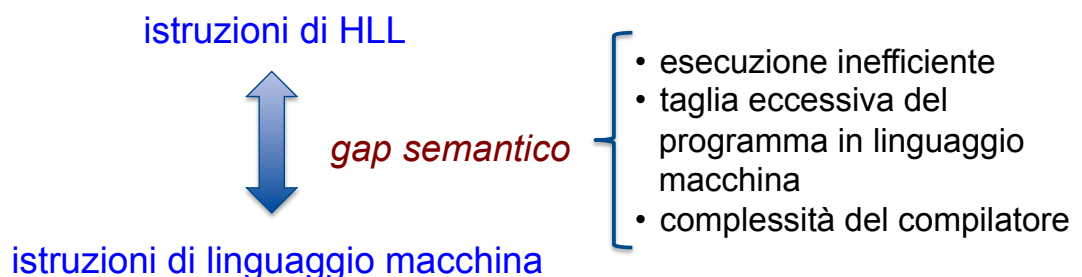 istruzioni di HLL
gap semantico
• esecuzione inefficiente
• taglia eccessiva del
programma in linguaggio
macchina
• complessità del compilatore
istruzioni di linguaggio macchina